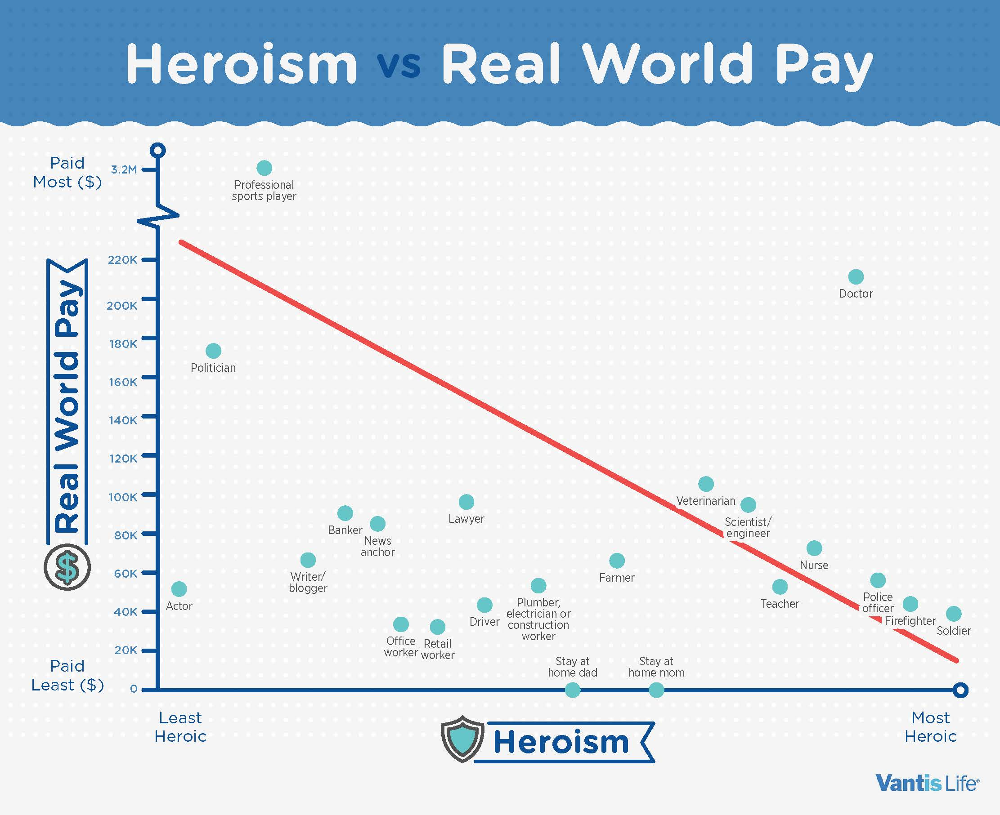 Heroism vs Real World Pay
Paid
Most ($)
3.2M
220K
200K
180K
160K
140K
120K
100K
80K
60K
40K
20K
0
Real World Pay
$
Paid
Least ($)
Professional
sports player
Doctor
Politician
Veterinarian
Lawyer
Scientist/
engineer
Banker
News
anchor
Nurse
Writer/
blogger
Farmer
Police
officer
Plumber,
electrician or
construction
worker
Teacher
Actor
Firefighter
Driver
Soldier
Office
worker
Retail
worker
Stay at
home dad
Stay at
home mom
Least
Heroic
Heroism
Most
Heroic
Vantis Life®